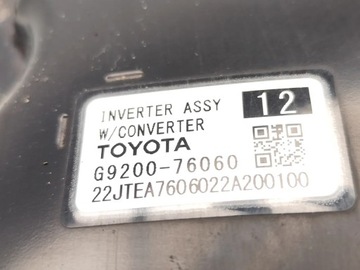 INVERTER ASSY 12
W/CONVERTER
TOYOTA
G9200-76060
22JTEA7606022A200100